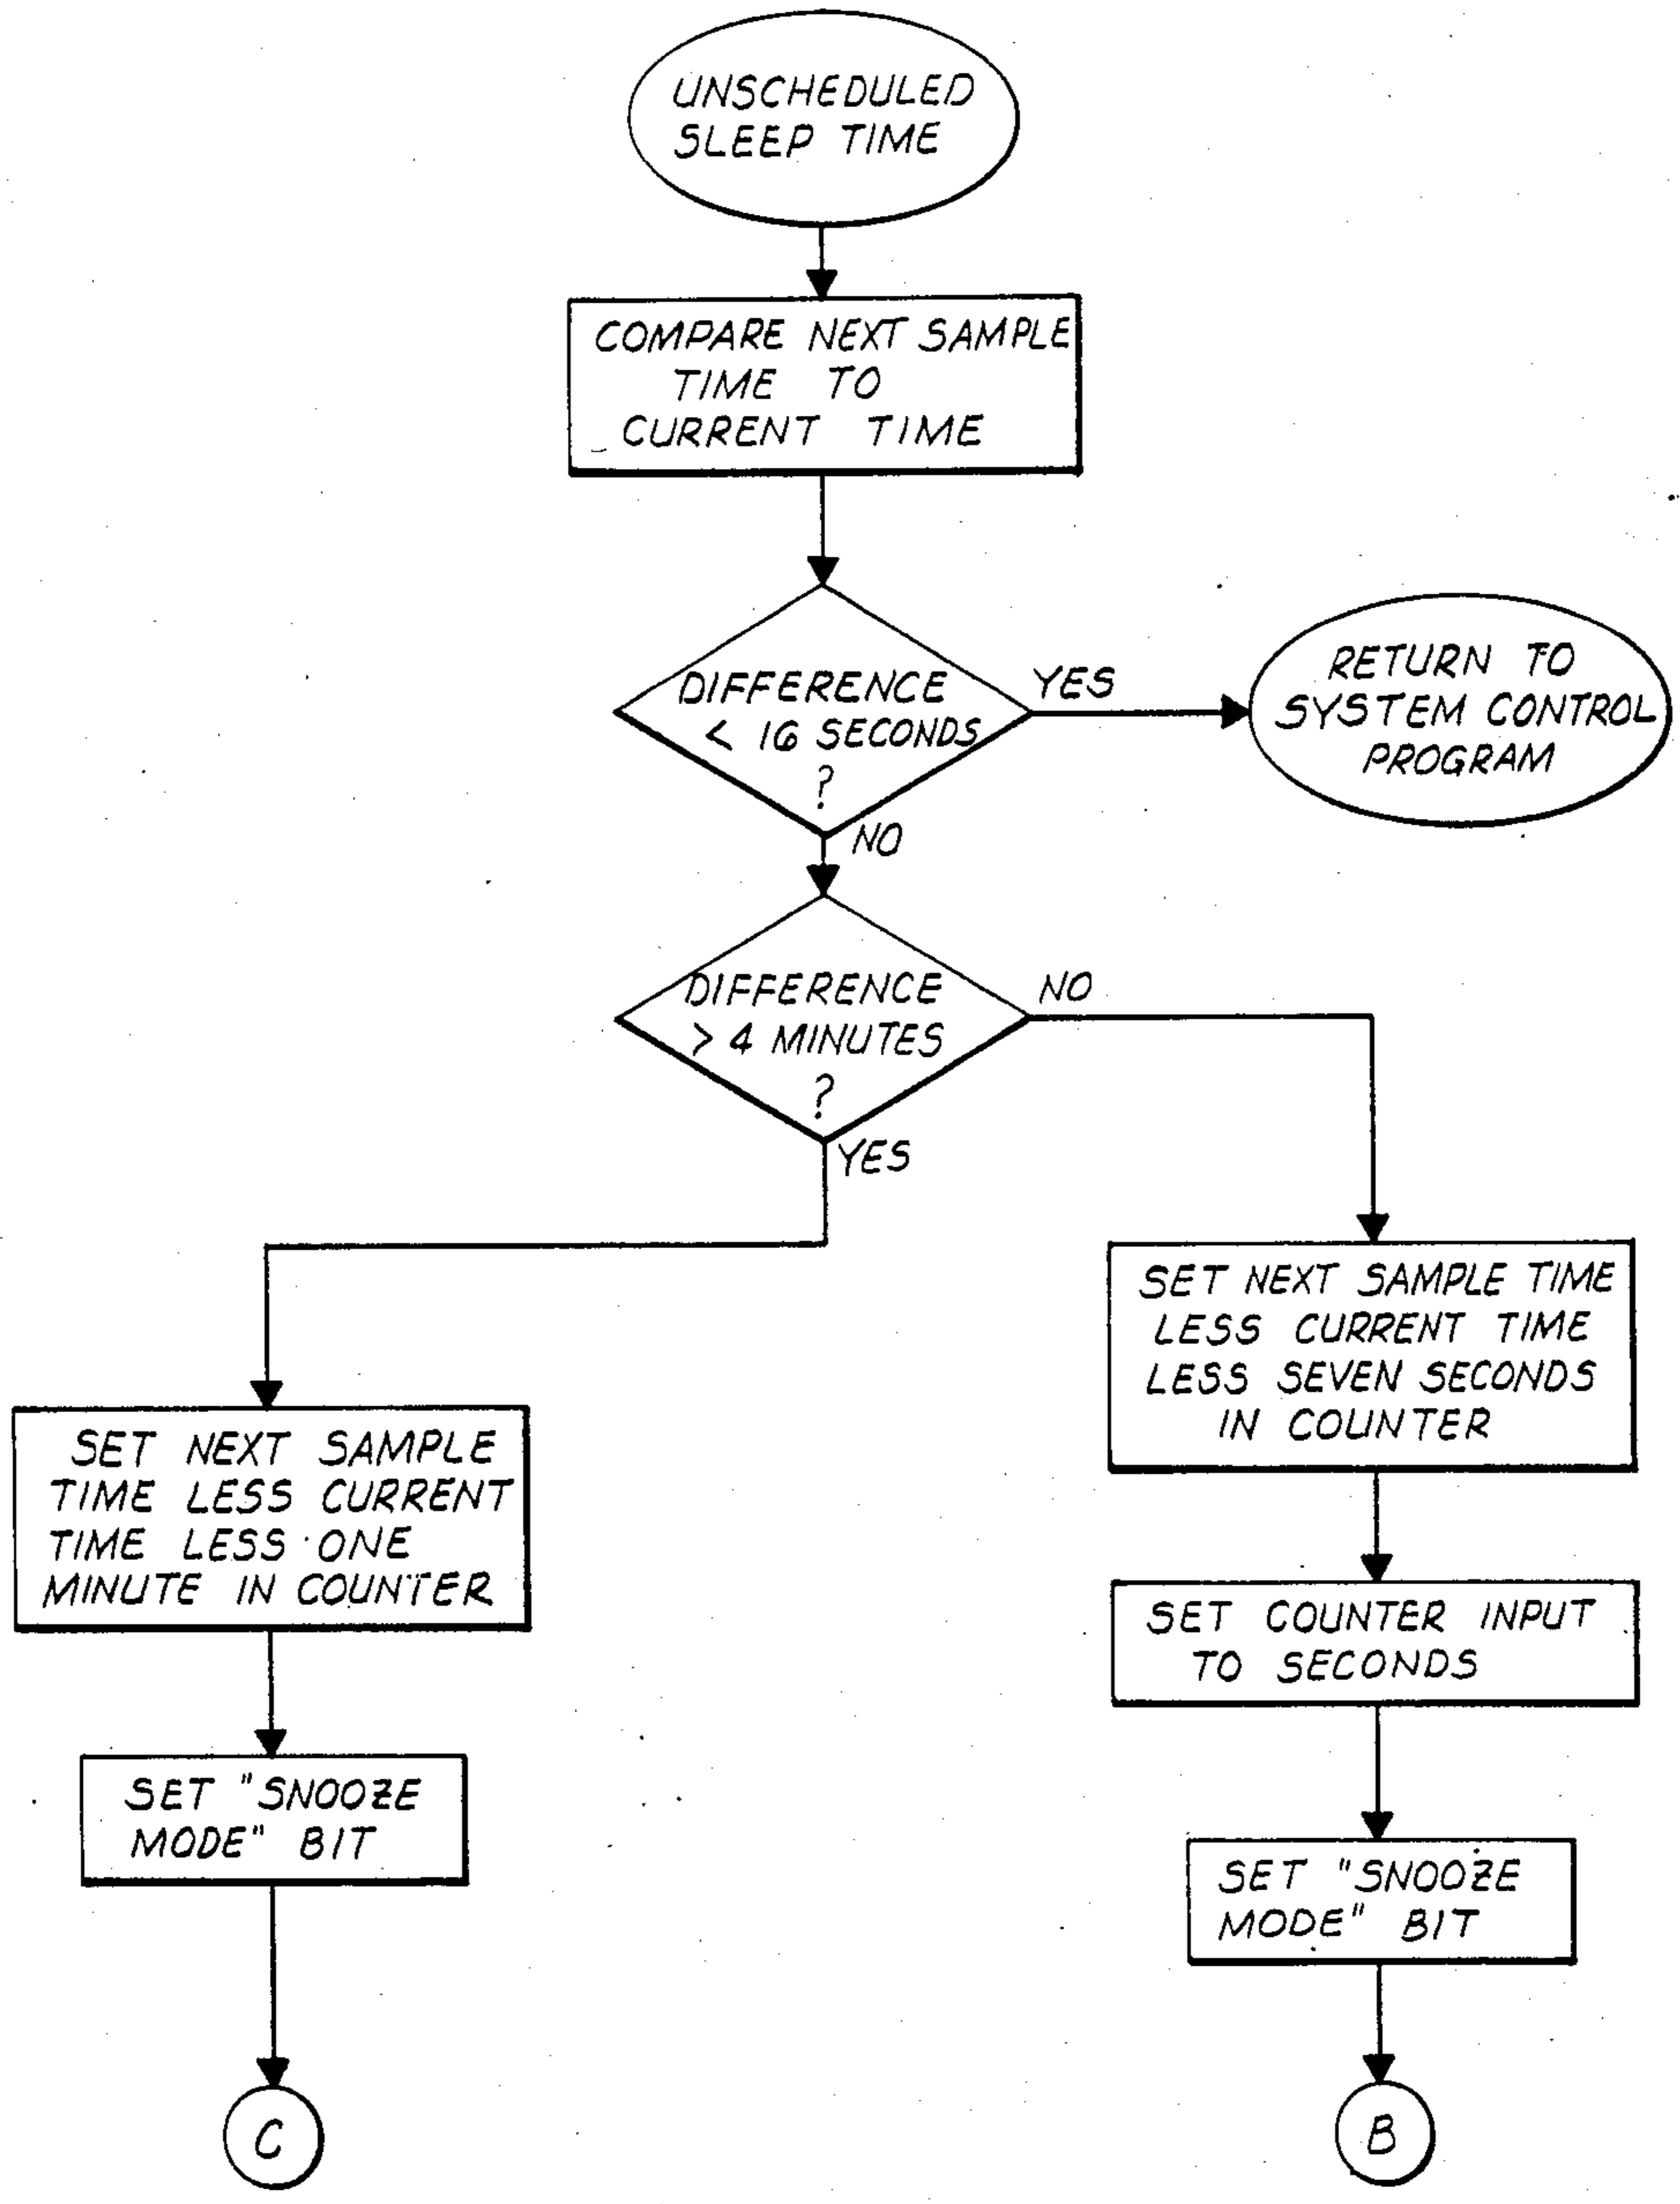 UNSCHEDULED
SLEEP TIME
COMPARE NEXT SAMPLE
TIME TO
CURRENT TIME
DIFFERENCE
< 16 SECONDS
?
YES
RETURN TO
SYSTEM CONTROL
PROGRAM
NO
DIFFERENCE
> 4 MINUTES
?
NO
YES
SET NEXT SAMPLE TIME
LESS CURRENT TIME
LESS SEVEN SECONDS
IN COUNTER
SET NEXT SAMPLE
TIME LESS CURRENT
TIME LESS ONE
MINUTE IN COUNTER
SET COUNTER INPUT
TO SECONDS
SET "SNOOZE
MODE" BIT
SET "SNOOZE
MODE" BIT
C
B